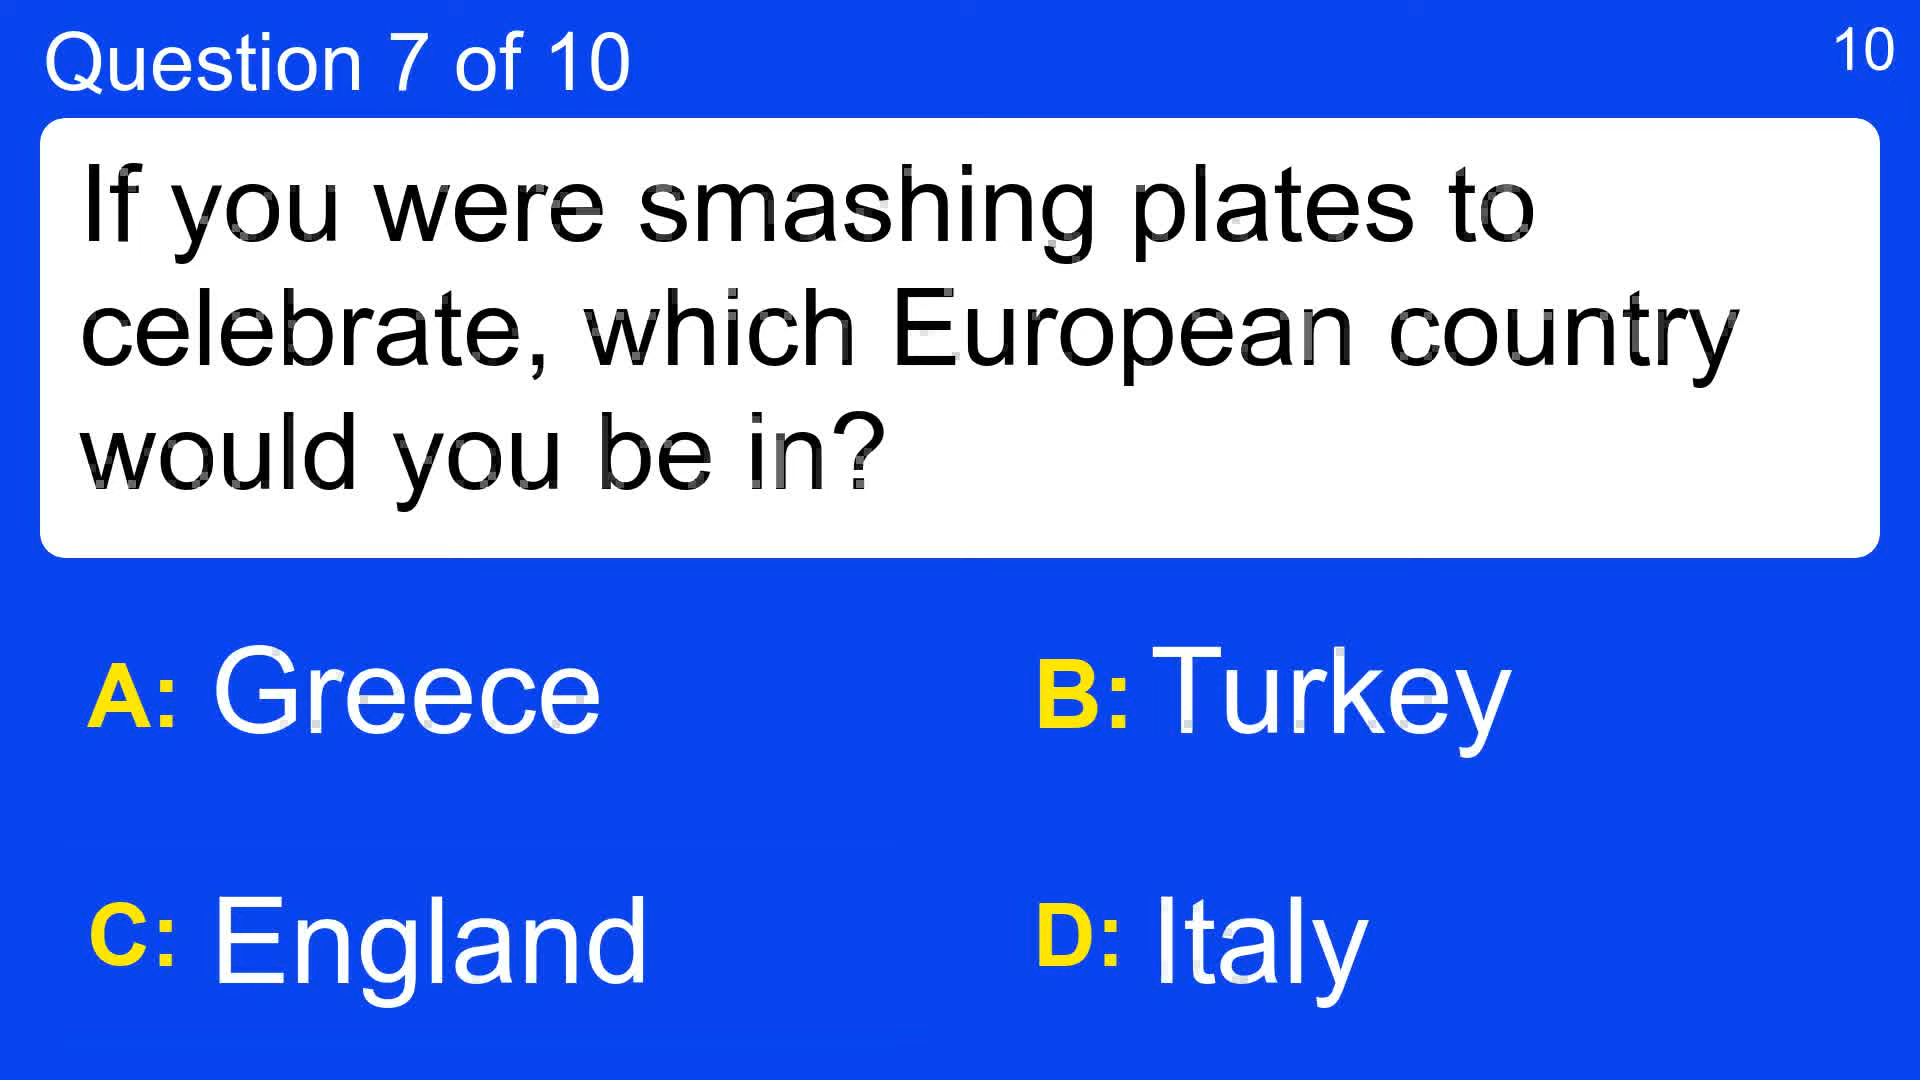 Question 7 of 10
10
If you were smashing plates to
celebrate, which European country
would you be in?
A: Greece
B: Turkey
C: England
D: Italy